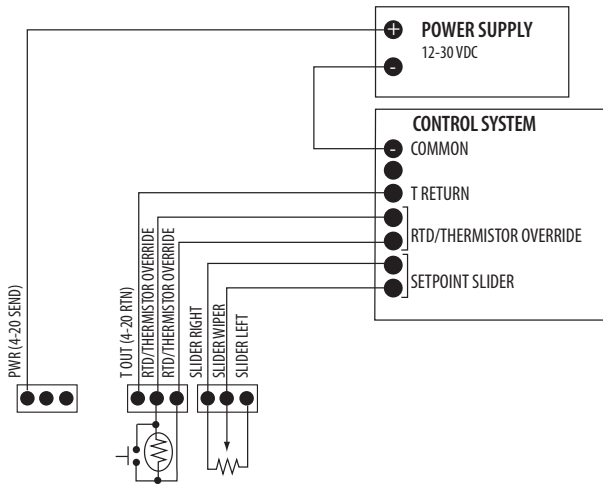 + POWER SUPPLY
12-30 VDC
-
CONTROL SYSTEM
- COMMON
T RETURN
RTD/THERMISTOR OVERRIDE
SETPOINT SLIDER
PWR (4-20 SEND)
T OUT (4-20 RTN)
RTD/THERMISTOR OVERRIDE
RTD/THERMISTOR OVERRIDE
SLIDER RIGHT
SLIDER WIPER
SLIDER LEFT